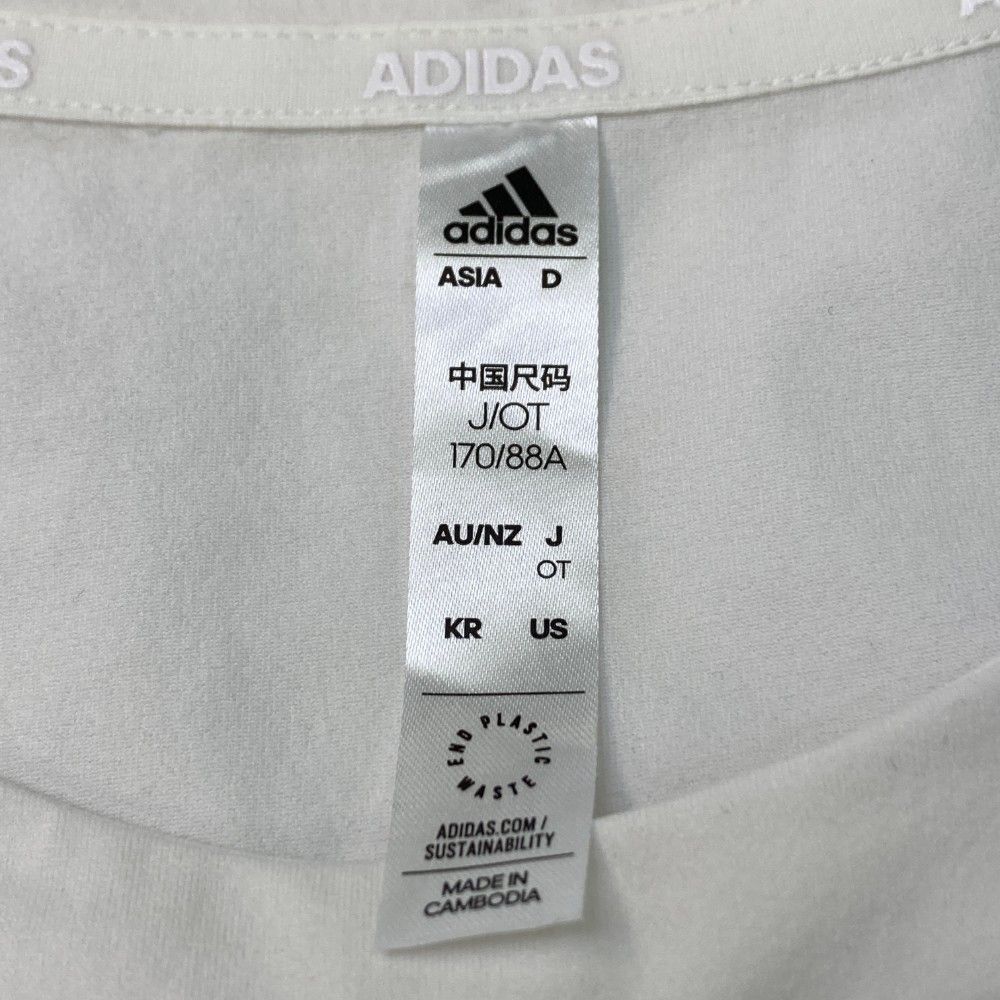 S ADIDAS
adidas
ASIA D
中国尺码
J/OT
170/88A
AU/NZ J
OT
KR US
END PLASTIC WASTE
ADIDAS.COM /
SUSTAINABILITY
MADE IN
CAMBODIA